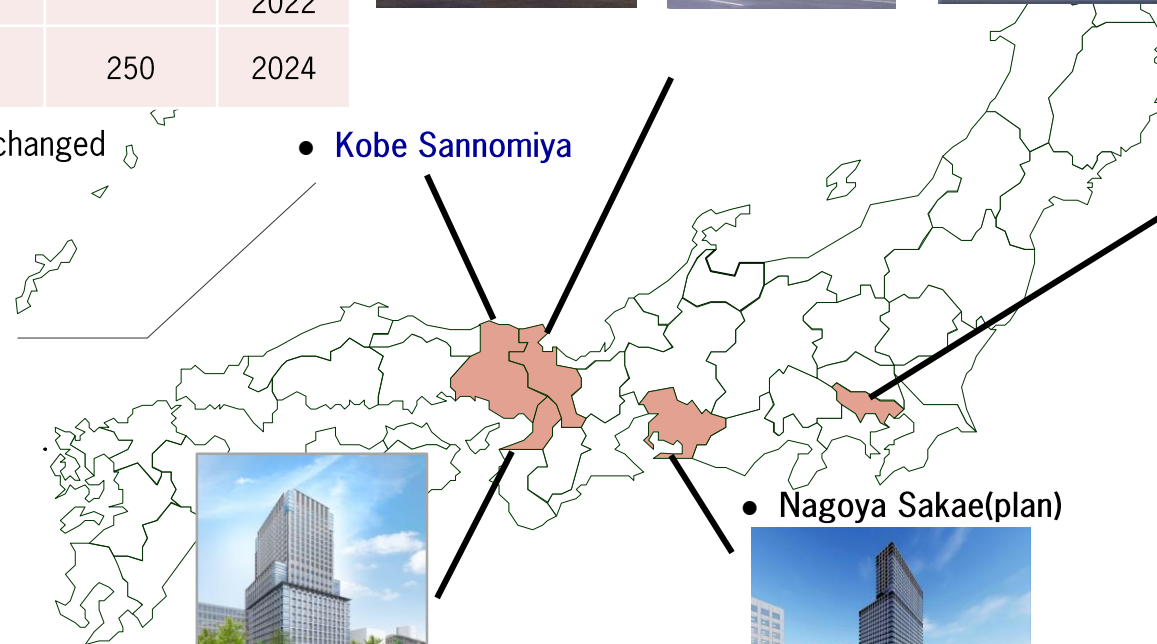 2022
250 2024
changed
● Kobe Sannomiya
● Nagoya Sakae(plan)